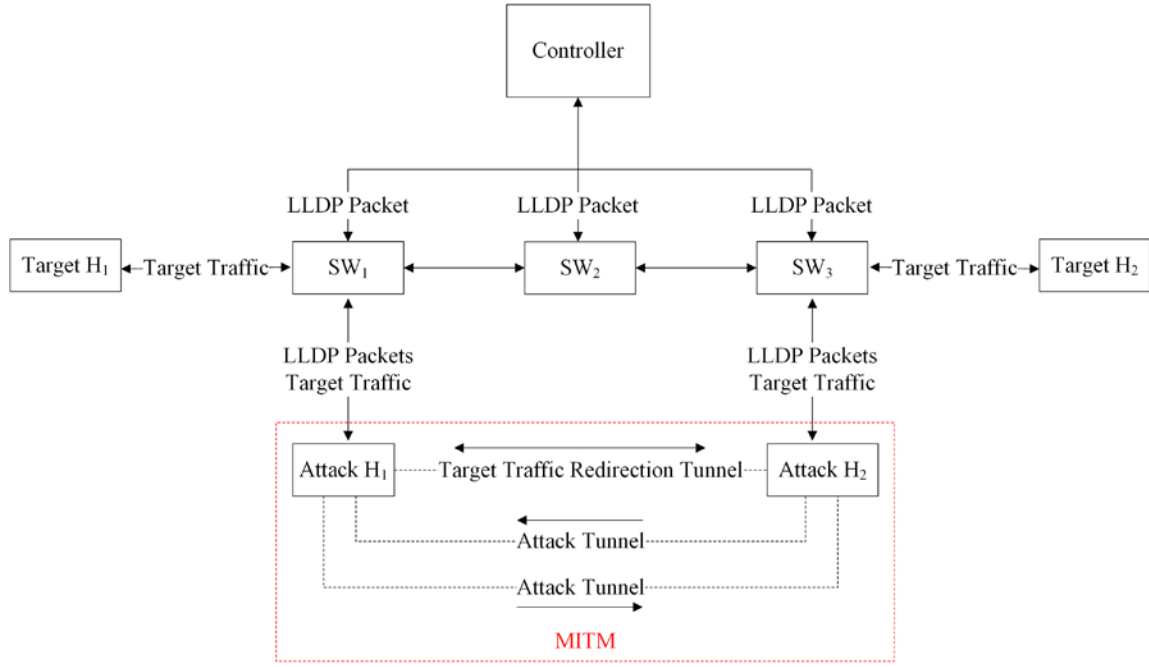 Controller
LLDP Packet
LLDP Packet
LLDP Packet
Target H₁
Target Traffic
SW₁
SW₂
SW₃
Target Traffic
Target H₂
LLDP Packets
Target Traffic
LLDP Packets
Target Traffic
Attack H₁
Target Traffic Redirection Tunnel
Attack H₂
Attack Tunnel
Attack Tunnel
MITM